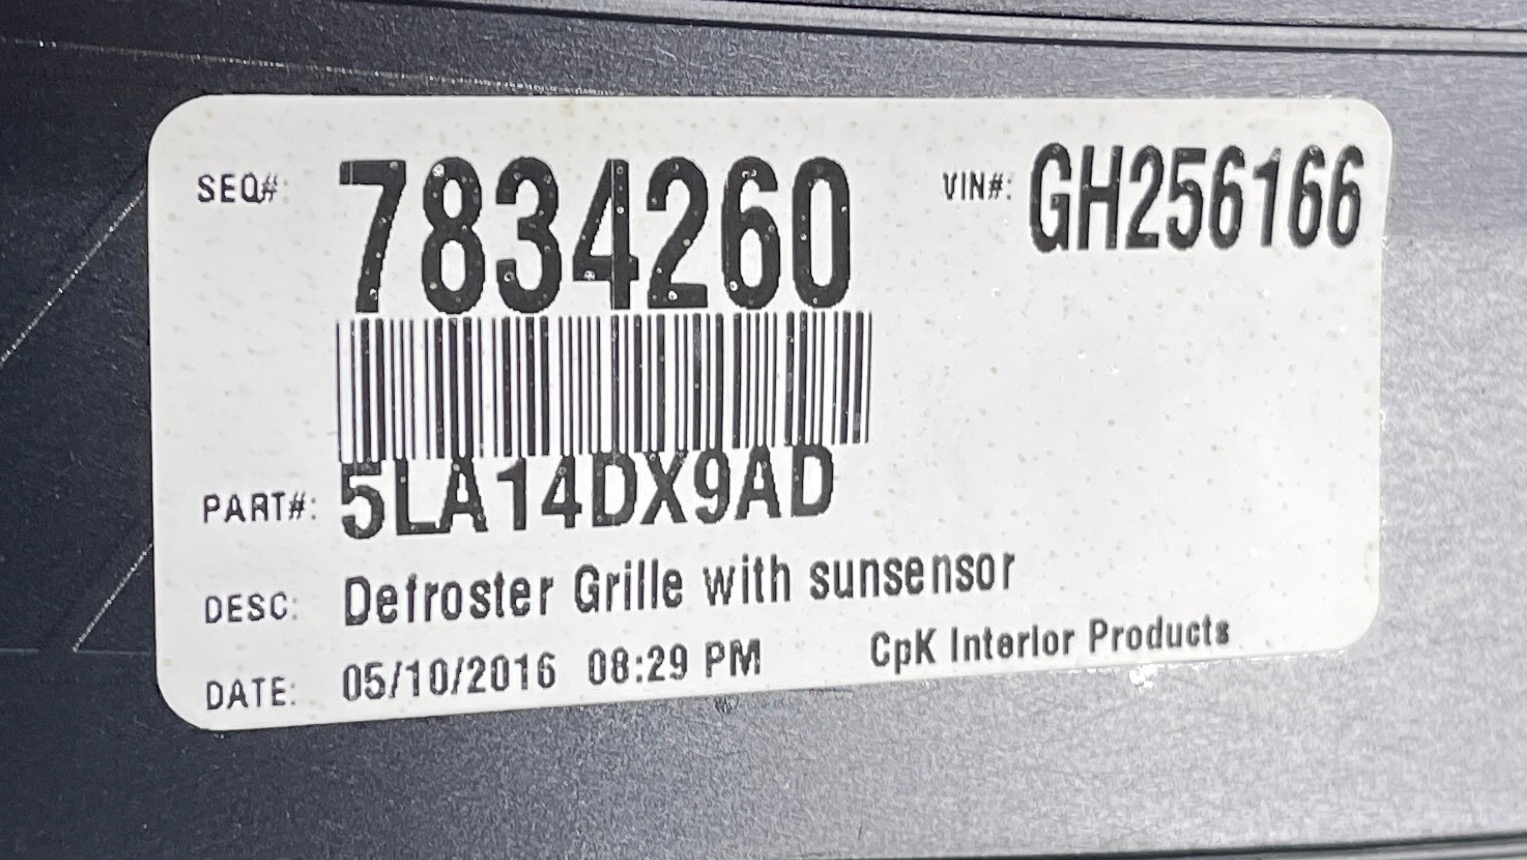 SEQ#: 7834260 VIN#: GH256166
PART#: 5LA14DX9AD
DESC: Defroster Grille with sunsensor
DATE: 05/10/2016 08:29 PM CpK Interior Products